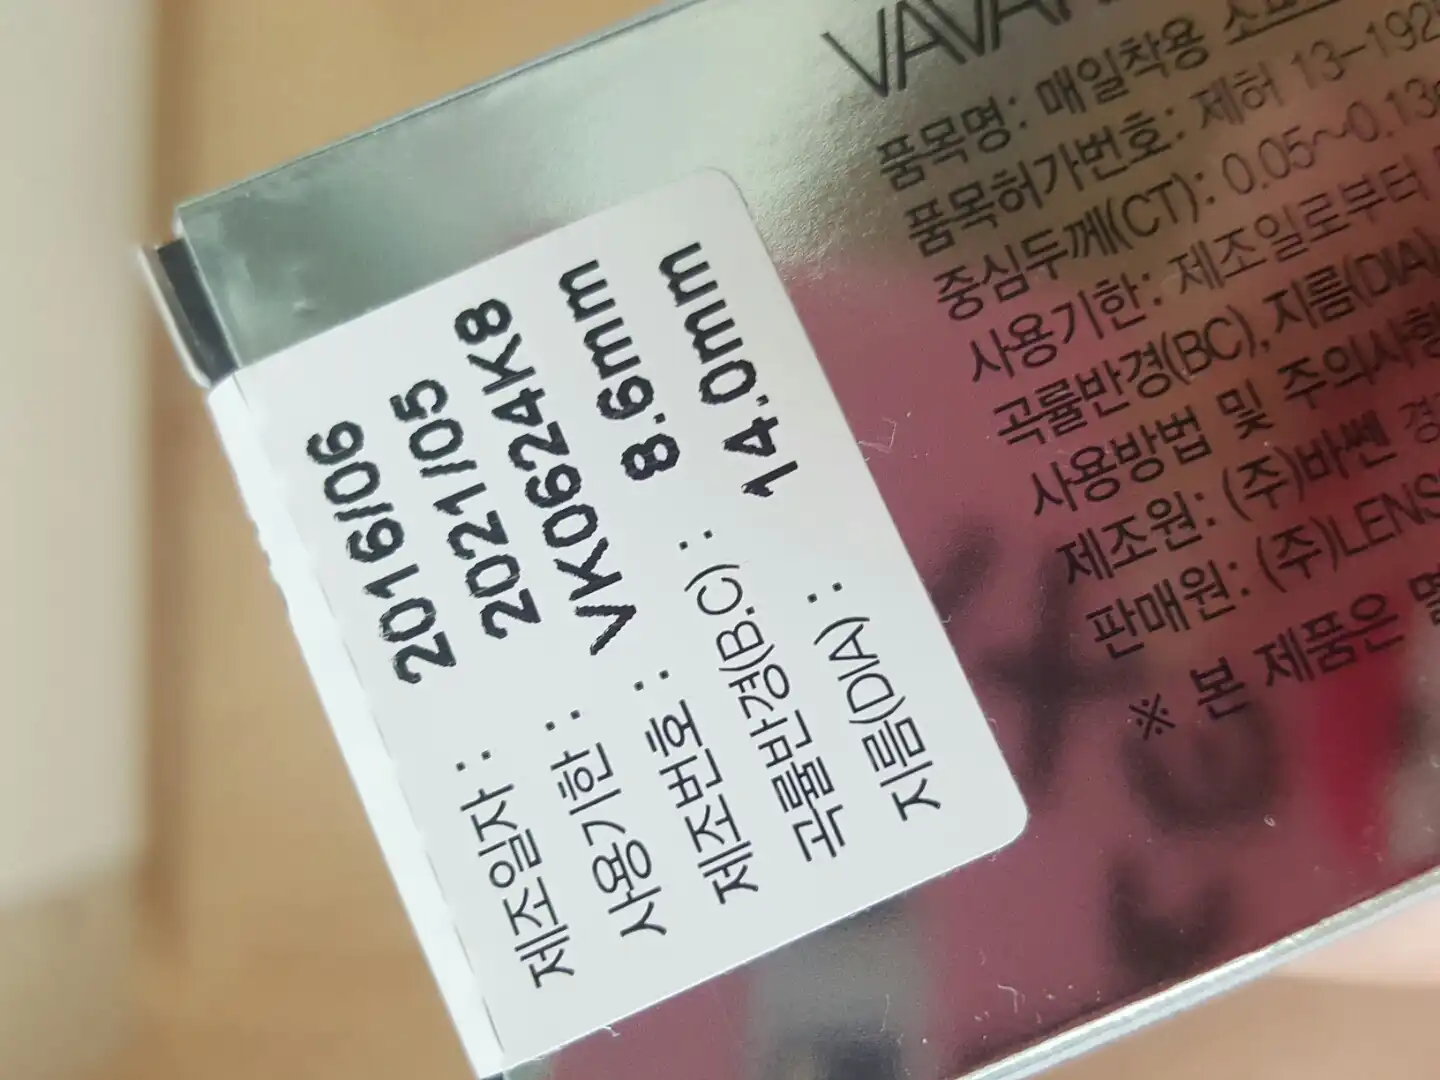 제조일자 : 2016/06
사용기한 : 2021/05
제조번호 : VK0624K8
곡률반경(B.C) : 8.6mm
지름(DIA) : 14.0mm
품목명: 매일착용
품목허가번호: 제허 13-192
중심두께(CT): 0.05~0.13
사용기한: 제조일로부터
곡률반경(BC), 지름(DIA)
사용방법 및 주의사항
제조원: (주)바쎈
판매원: (주)LENS
※ 본 제품은